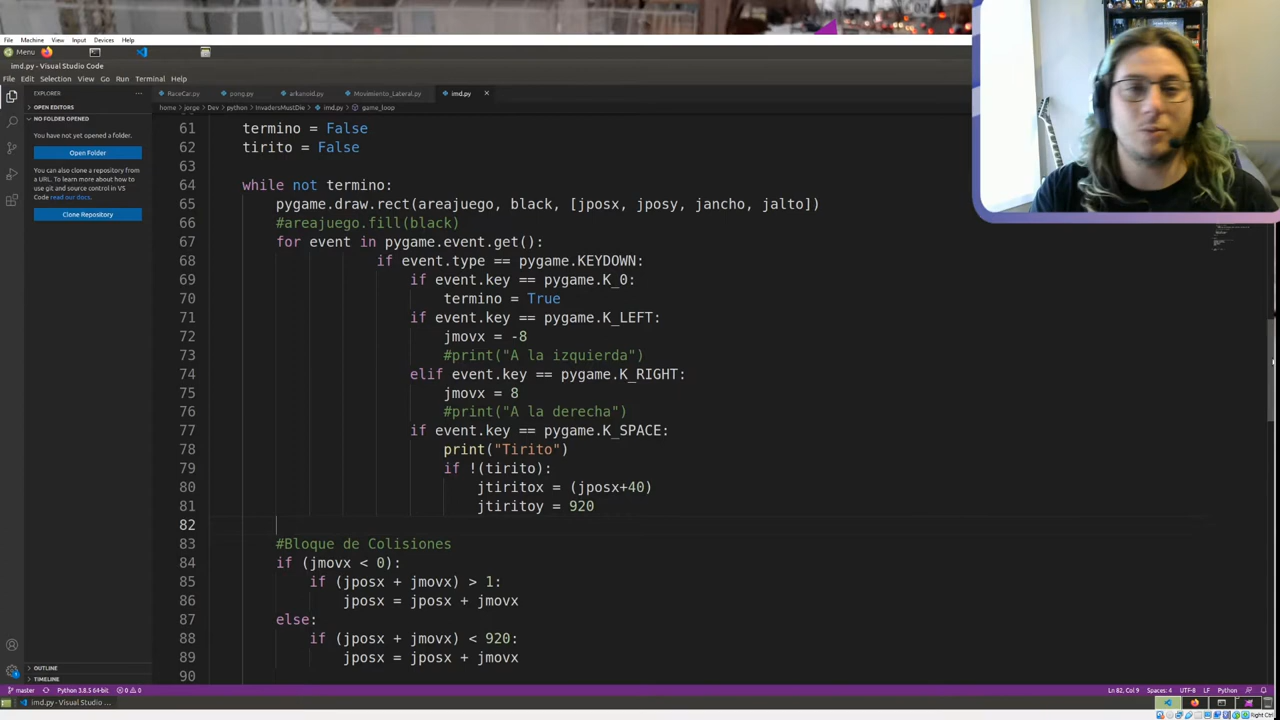 File Machine View Input Devices Help
Menu
imd.py - Visual Studio Code
File Edit Selection View Go Run Terminal Help
EXPLORER ...
OPEN EDITORS
NO FOLDER OPENED
You have not yet opened a folder.
Open Folder
You can also clone a repository
from a URL. To learn more about how to
use git and source control in VS
Code read our docs.
Clone Repository
OUTLINE
TIMELINE
RaceCar.py pong.py arkanoid.py Movimiento_Lateral.py imd.py
home > jorge > Dev > python > InvadersMustDie > imd.py > game_loop
61 termino = False
62 tirito = False
63
64 while not termino:
65 pygame.draw.rect(areajuego, black, [jposx, jposy, jancho, jalto])
66 #areajuego.fill(black)
67 for event in pygame.event.get():
68 if event.type == pygame.KEYDOWN:
69 if event.key == pygame.K_0:
70 termino = True
71 if event.key == pygame.K_LEFT:
72 jmovx = -8
73 #print("A la izquierda")
74 elif event.key == pygame.K_RIGHT:
75 jmovx = 8
76 #print("A la derecha")
77 if event.key == pygame.K_SPACE:
78 print("Tirito")
79 if !(tirito):
80 jtiritox = (jposx+40)
81 jtiritoy = 920
82
83 #Bloque de Colisiones
84 if (jmovx < 0):
85 if (jposx + jmovx) > 1:
86 jposx = jposx + jmovx
87 else:
88 if (jposx + jmovx) < 920:
89 jposx = jposx + jmovx
90
master Python 3.8.5 64-bit 0 0 Ln 82, Col 9 Spaces: 4 UTF-8 LF Python
imd.py - Visual Studio ...
Right Ctrl